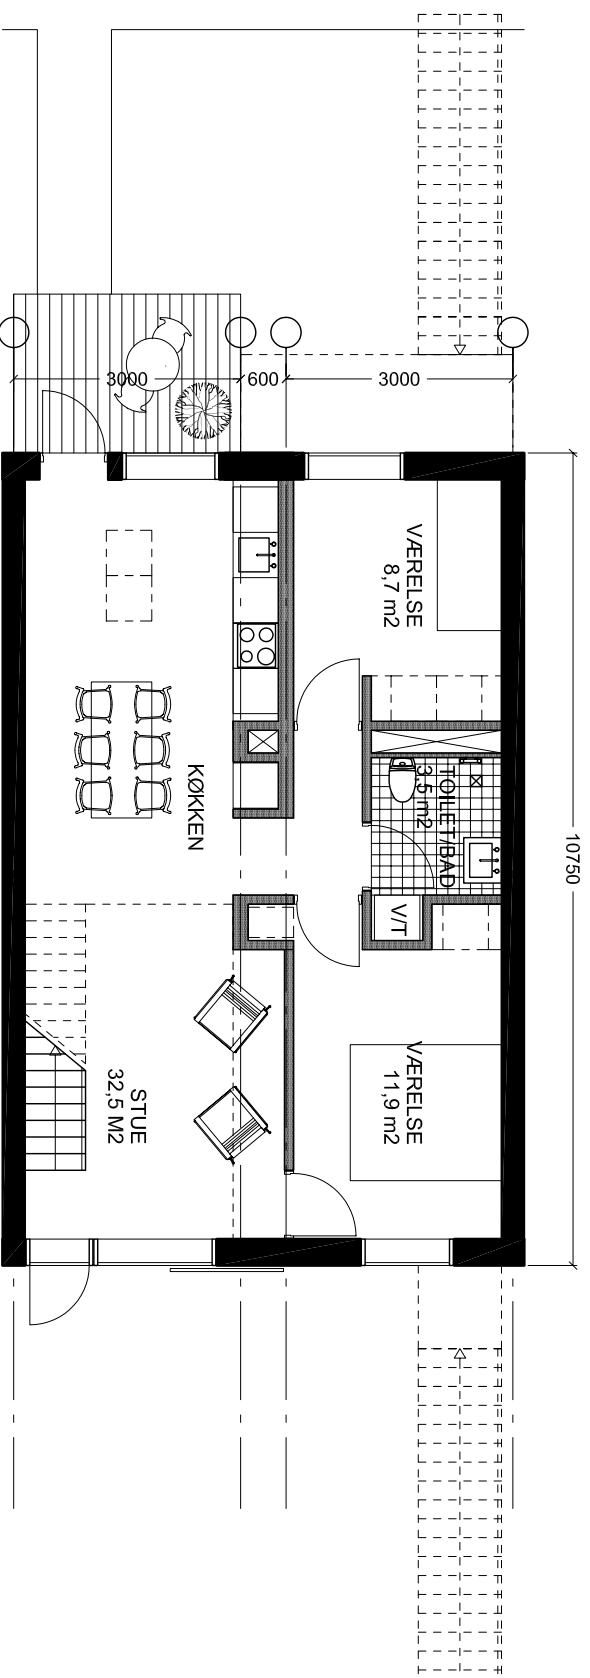 3000
600
3000
10750
VÆRELSE
8,7 m2
TOILET/BAD
3,5 m2
KØKKEN
V/T
VÆRELSE
11,9 m2
STUE
32,5 M2